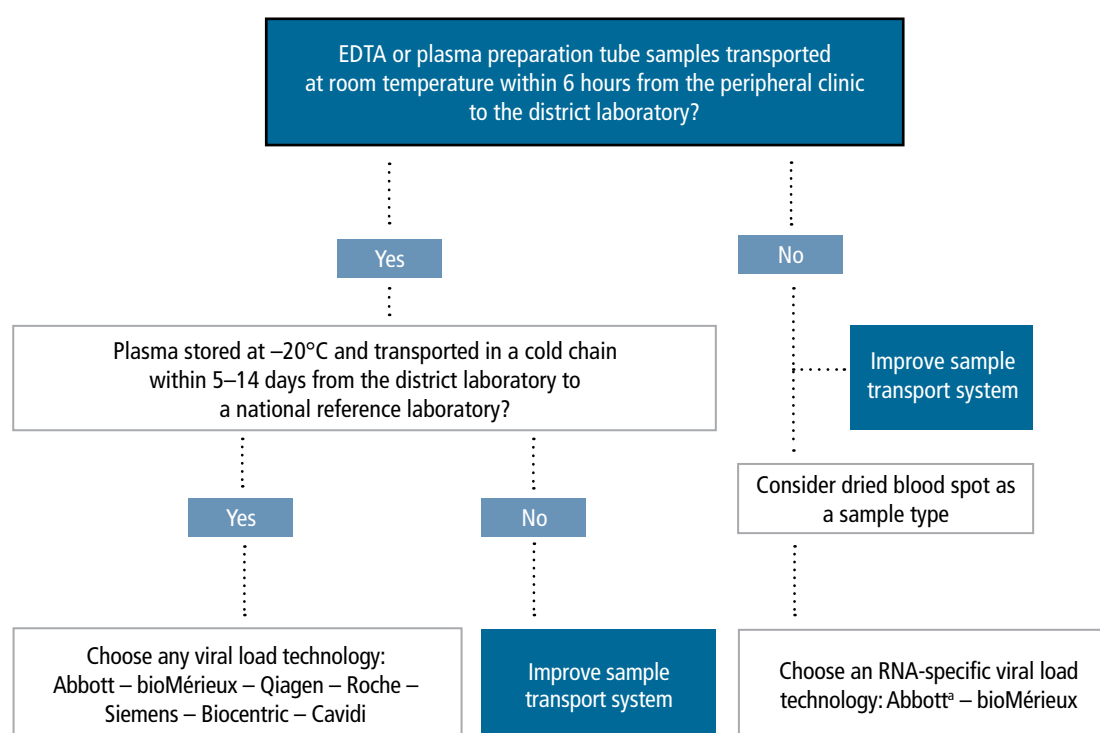 EDTA or plasma preparation tube samples transported
at room temperature within 6 hours from the peripheral clinic
to the district laboratory?
Yes
No
Plasma stored at –20°C and transported in a cold chain
within 5–14 days from the district laboratory to
a national reference laboratory?
Improve sample
transport system
Yes
No
Consider dried blood spot as
a sample type
Choose any viral load technology:
Abbott – bioMérieux – Qiagen – Roche –
Siemens – Biocentric – Cavidi
Improve sample
transport system
Choose an RNA-specific viral load
technology: Abbottᵃ – bioMérieux